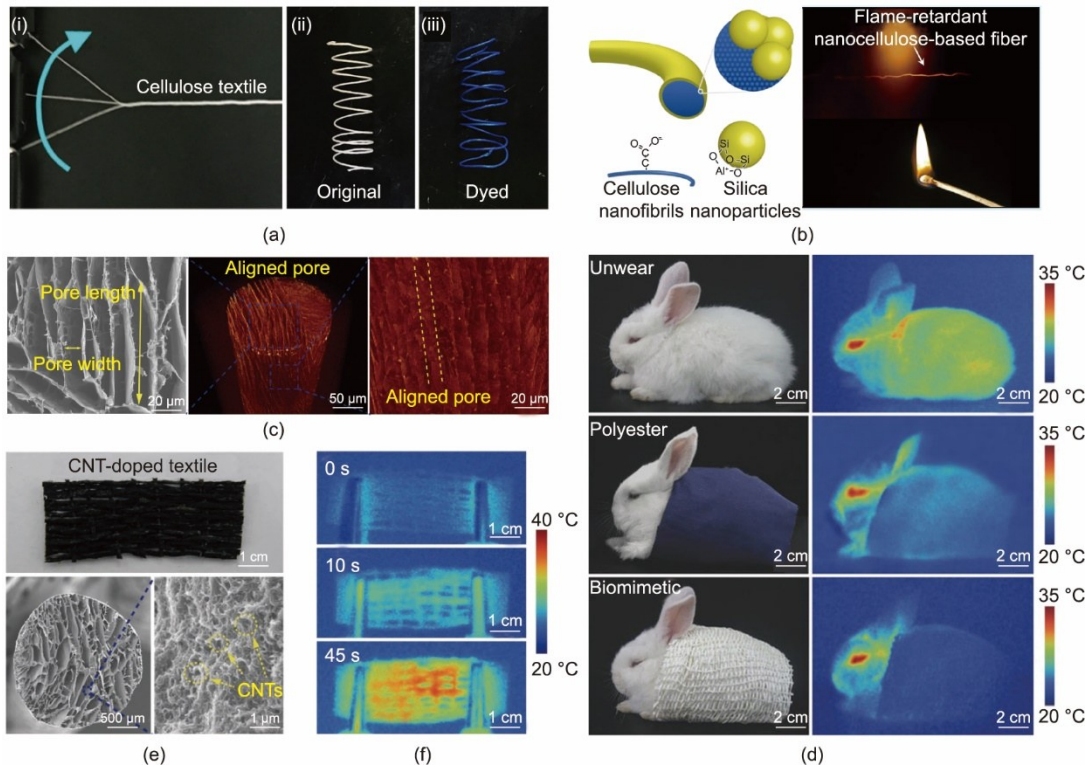 (i)
Cellulose textile
(ii)
Original
(iii)
Dyed
(a)
O
O⁻
C
C
Cellulose
nanofibrils
Si
O
O
Si
Al⁺
O
Silica
nanoparticles
Flame-retardant
nanocellulose-based fiber
(b)
Pore length
Pore width
20 μm
Aligned pore
50 μm
Aligned pore
20 μm
(c)
Unwear
2 cm
2 cm
35 °C
20 °C
Polyester
2 cm
2 cm
35 °C
20 °C
Biomimetic
2 cm
2 cm
35 °C
20 °C
(d)
CNT-doped textile
1 cm
500 μm
CNTs
1 μm
(e)
0 s
1 cm
10 s
1 cm
45 s
1 cm
40 °C
20 °C
(f)